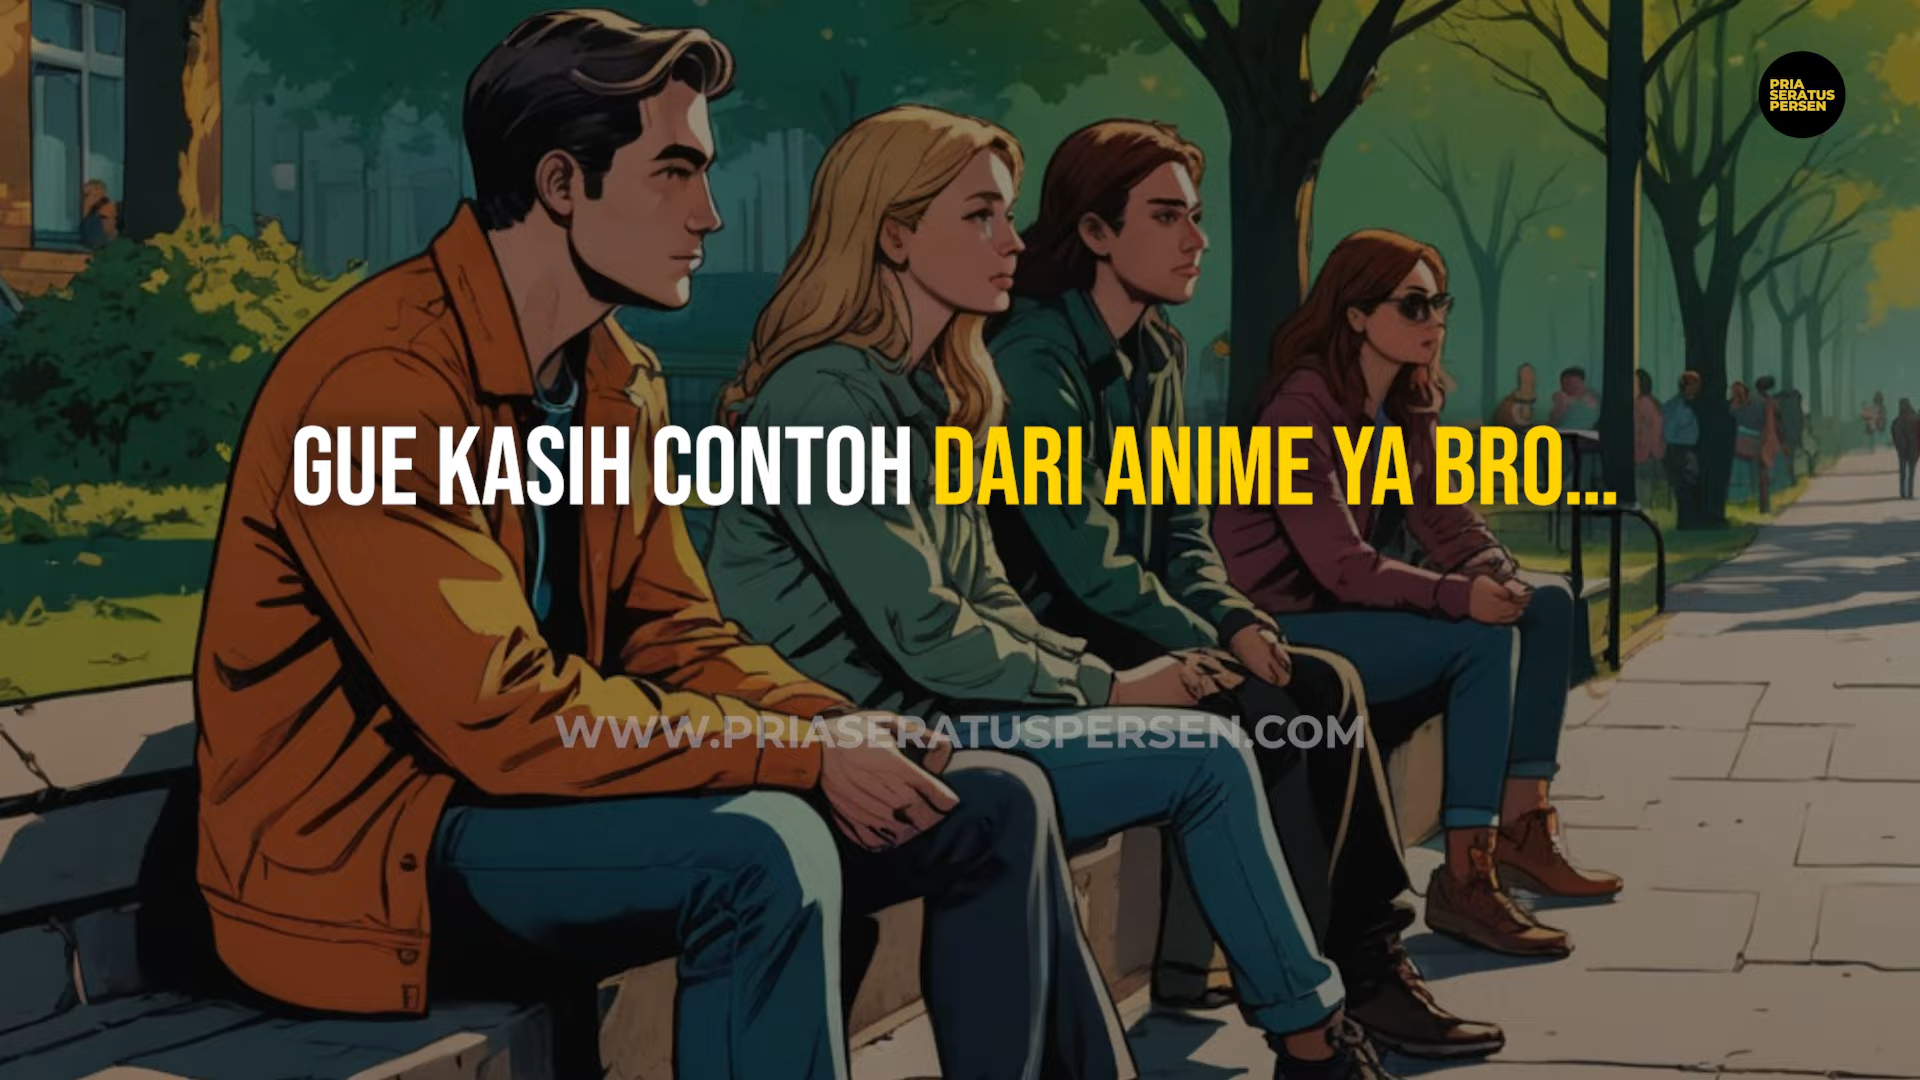 PRIA
SERATUS
PERSEN
GUE KASIH CONTOH DARI ANIME YA BRO...
WWW.PRIASERATUSPERSEN.COM